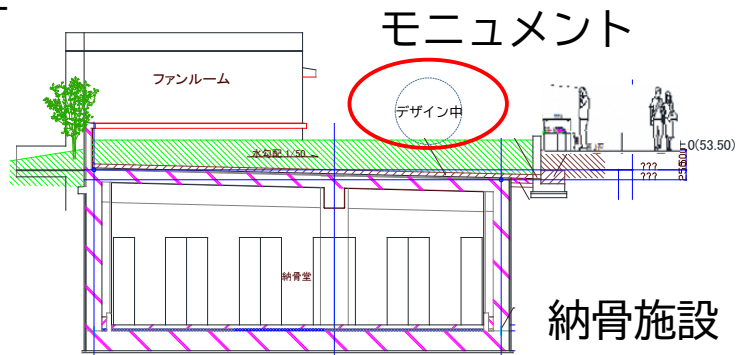 モニュメント
ファンルーム
デザイン中
水勾配 1/50
0(53.50)
???
???
納骨堂
納骨施設